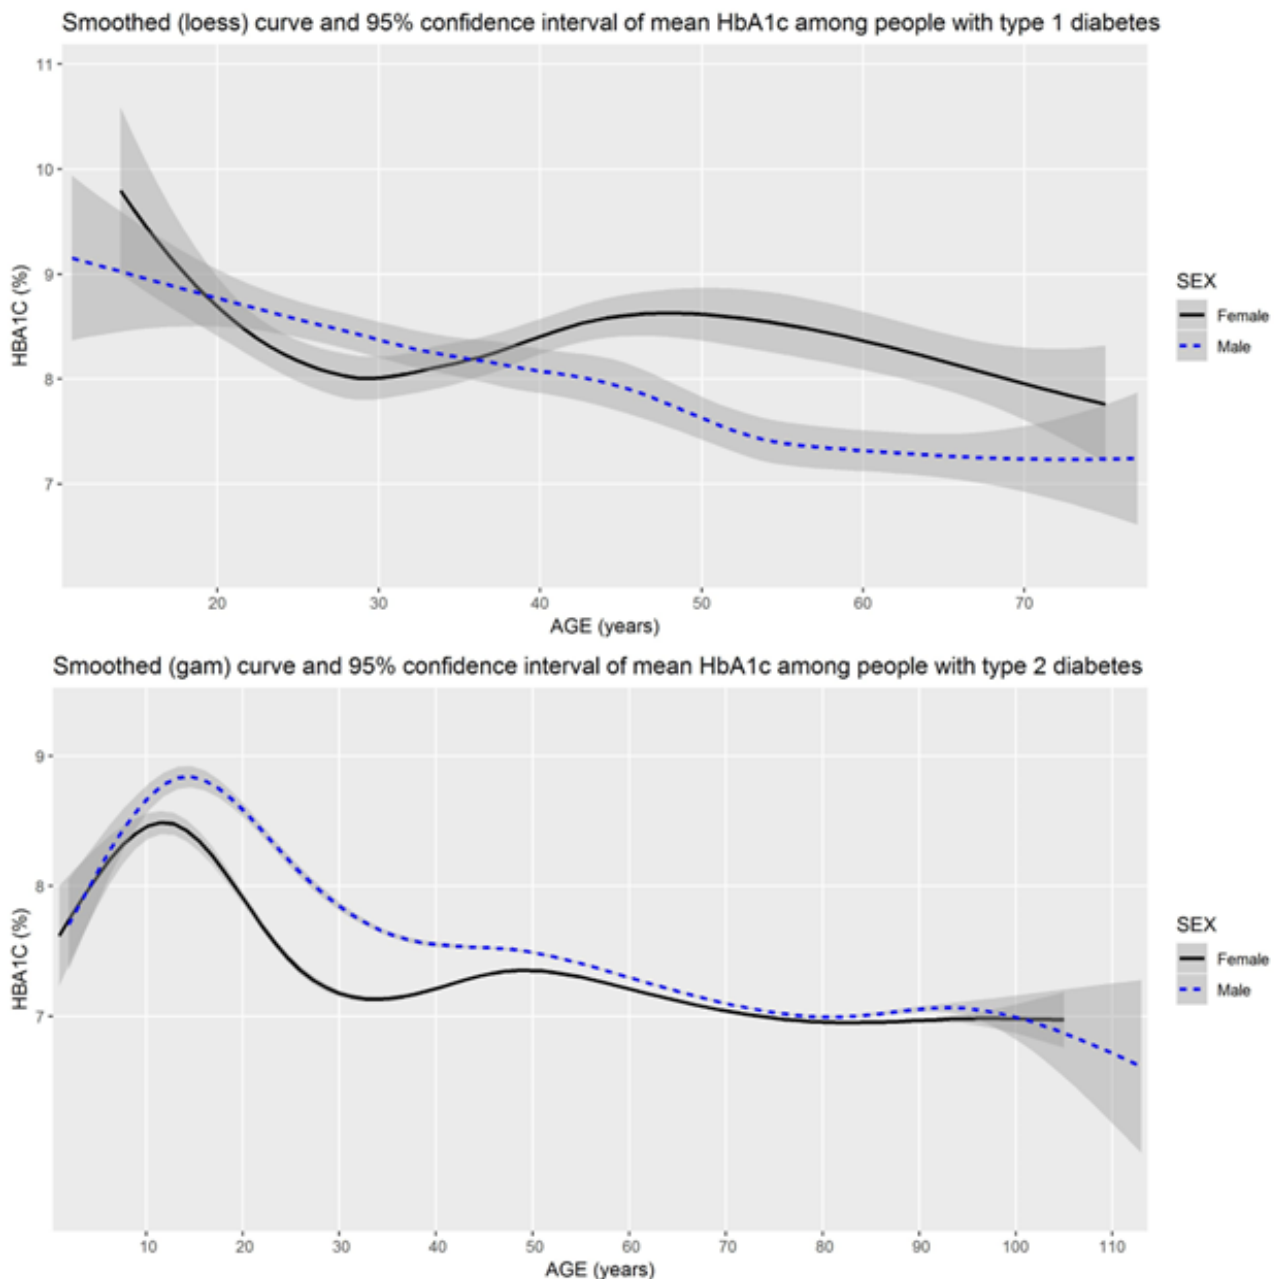 Smoothed (loess) curve and 95% confidence interval of mean HbA1c among people with type 1 diabetes
11
10
9
8
7
HBA1C (%)
20 30 40 50 60 70
AGE (years)
SEX
Female
Male
Smoothed (gam) curve and 95% confidence interval of mean HbA1c among people with type 2 diabetes
9
8
7
HBA1C (%)
10 20 30 40 50 60 70 80 90 100 110
AGE (years)
SEX
Female
Male